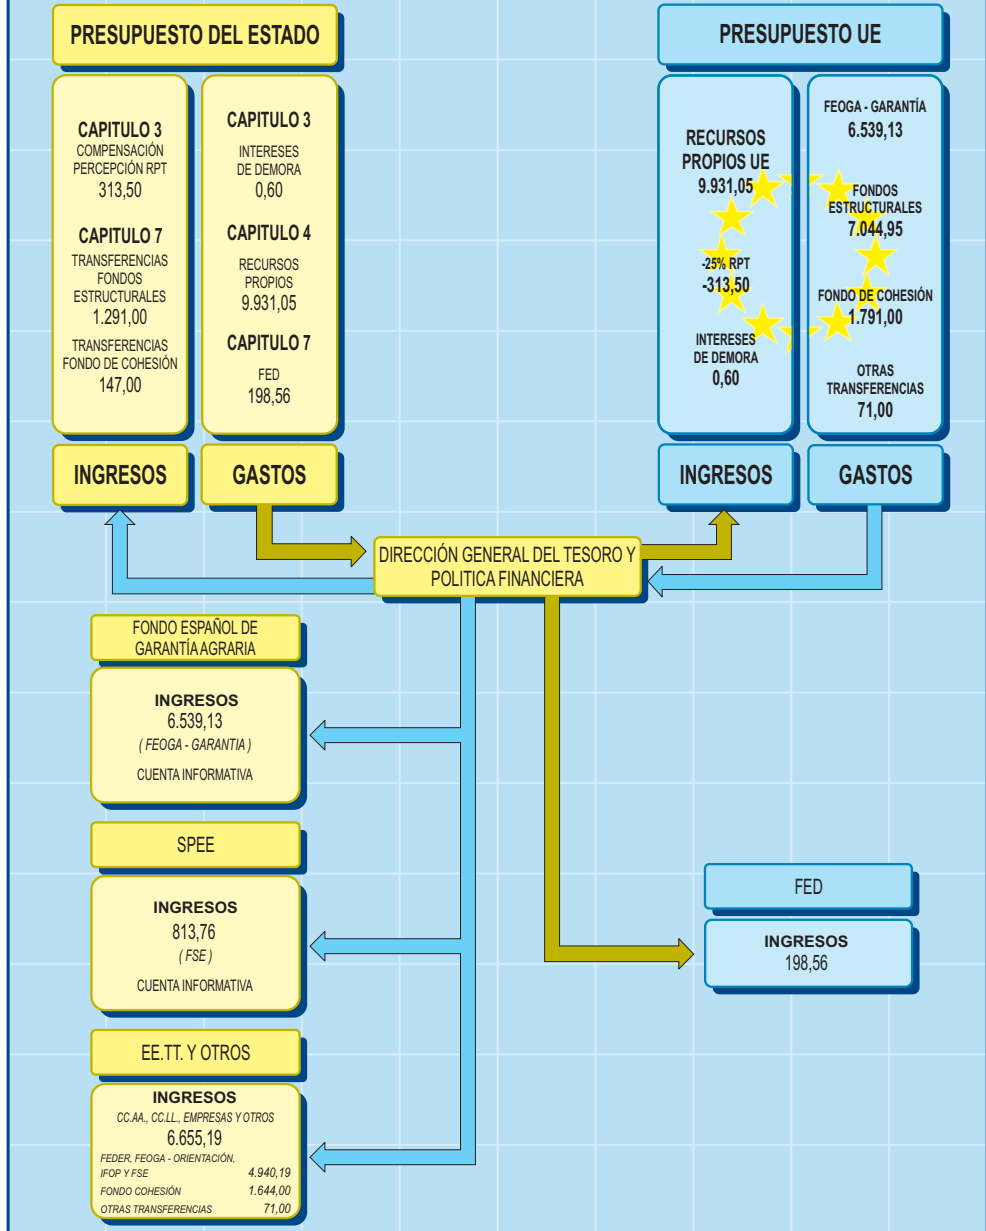 PRESUPUESTO DEL ESTADO
CAPITULO 3
COMPENSACIÓN
PERCEPCIÓN RPT
313,50
CAPITULO 7
TRANSFERENCIAS
FONDOS
ESTRUCTURALES
1.291,00
TRANSFERENCIAS
FONDO DE COHESIÓN
147,00
INGRESOS
CAPITULO 3
INTERESES
DE DEMORA
0,60
CAPITULO 4
RECURSOS
PROPIOS
9.931,05
CAPITULO 7
FED
198,56
GASTOS
PRESUPUESTO UE
RECURSOS
PROPIOS UE
9.931,05
-25% RPT
-313,50
INTERESES
DE DEMORA
0,60
INGRESOS
FEOGA - GARANTÍA
6.539,13
FONDOS
ESTRUCTURALES
7.044,95
FONDO DE COHESIÓN
1.791,00
OTRAS
TRANSFERENCIAS
71,00
GASTOS
DIRECCIÓN GENERAL DEL TESORO Y
POLITICA FINANCIERA
FONDO ESPAÑOL DE
GARANTÍA AGRARIA
INGRESOS
6.539,13
( FEOGA - GARANTIA )
CUENTA INFORMATIVA
SPEE
INGRESOS
813,76
( FSE )
CUENTA INFORMATIVA
FED
INGRESOS
198,56
EE.TT. Y OTROS
INGRESOS
CC.AA., CC.LL., EMPRESAS Y OTROS
6.655,19
FEDER, FEOGA - ORIENTACIÓN,
IFOP Y FSE 4.940,19
FONDO COHESIÓN 1.644,00
OTRAS TRANSFERENCIAS 71,00